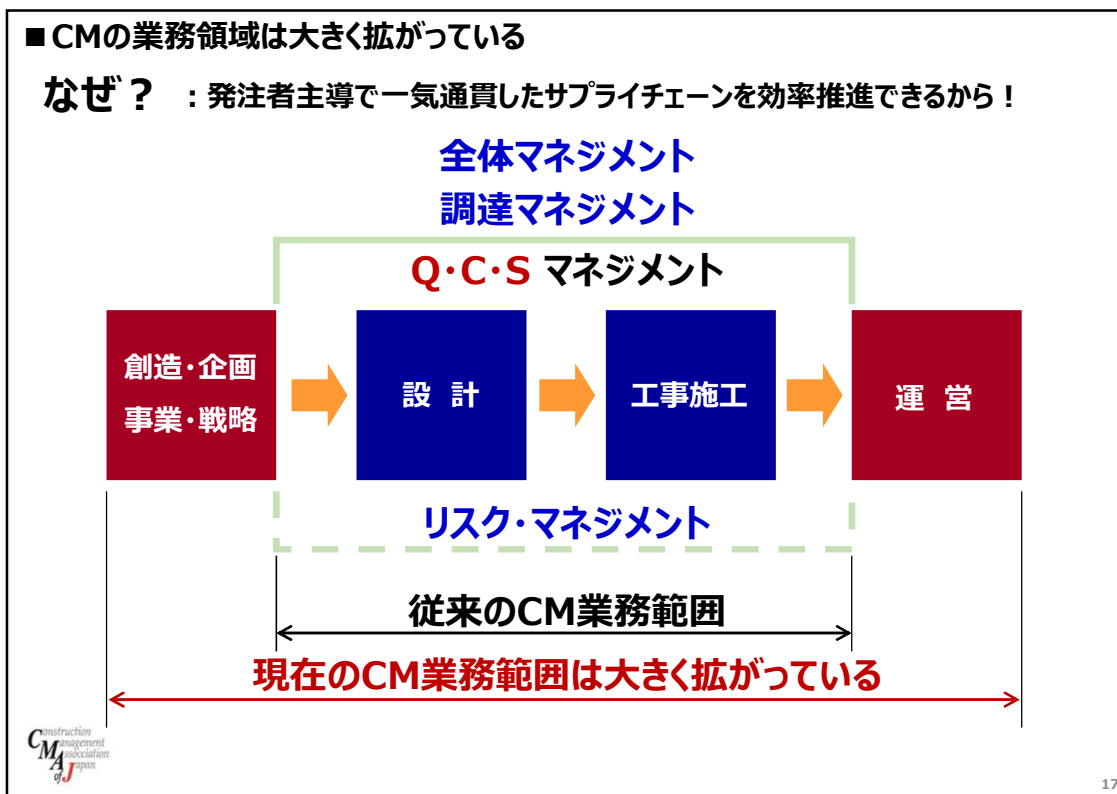 ■CMの業務領域は大きく拡がっている
なぜ？ ：発注者主導で一気通貫したサプライチェーンを効率推進できるから！
全体マネジメント
調達マネジメント
Q・C・S マネジメント
創造・企画
事業・戦略
設 計
工事施工
運 営
リスク・マネジメント
従来のCM業務範囲
現在のCM業務範囲は大きく拡がっている
Construction
Management
Assocciation
of Japan
17